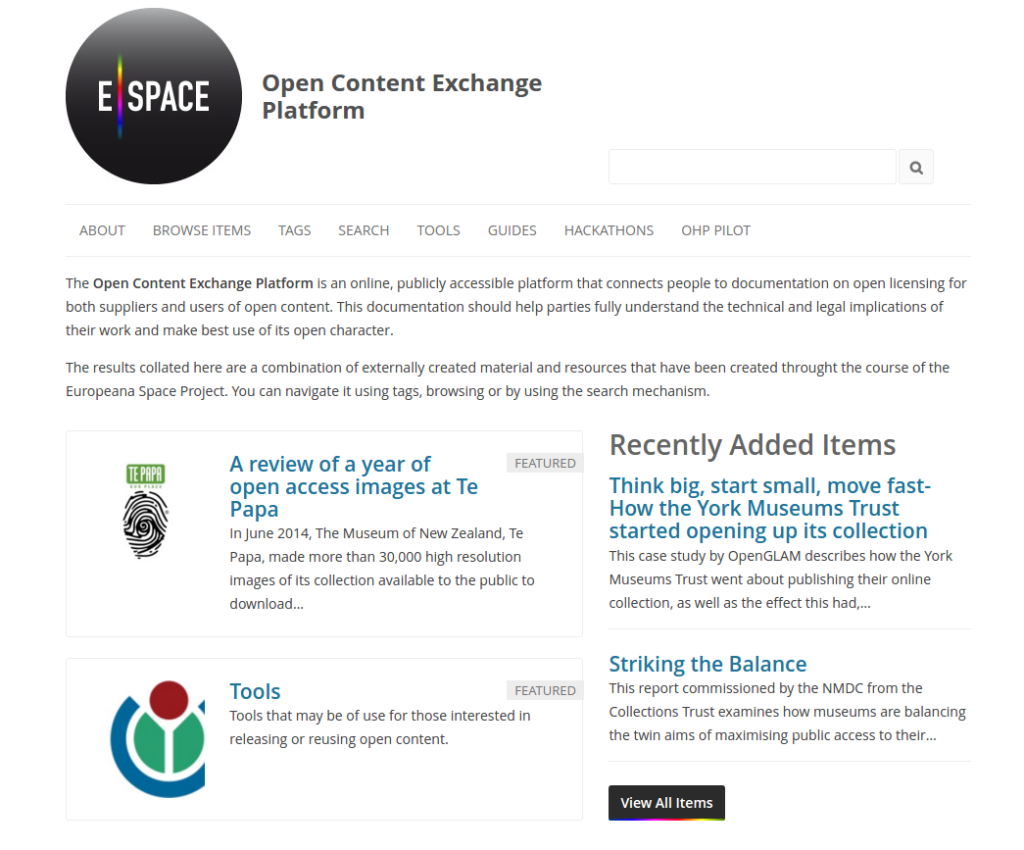 E SPACE
Open Content Exchange
Platform
ABOUT BROWSE ITEMS TAGS SEARCH TOOLS GUIDES HACKATHONS OHP PILOT
The Open Content Exchange Platform is an online, publicly accessible platform that connects people to documentation on open licensing for
both suppliers and users of open content. This documentation should help parties fully understand the technical and legal implications of
their work and make best use of its open character.
The results collated here are a combination of externally created material and resources that have been created throught the course of the
Europeana Space Project. You can navigate it using tags, browsing or by using the search mechanism.
TE PAPA
OUR PLACE
A review of a year of
open access images at Te
Papa
FEATURED
In June 2014, The Museum of New Zealand, Te
Papa, made more than 30,000 high resolution
images of its collection available to the public to
download...
Tools
FEATURED
Tools that may be of use for those interested in
releasing or reusing open content.
Recently Added Items
Think big, start small, move fast-
How the York Museums Trust
started opening up its collection
This case study by OpenGLAM describes how the York
Museums Trust went about publishing their online
collection, as well as the effect this had,...
Striking the Balance
This report commissioned by the NMDC from the
Collections Trust examines how museums are balancing
the twin aims of maximising public access to their...
View All Items